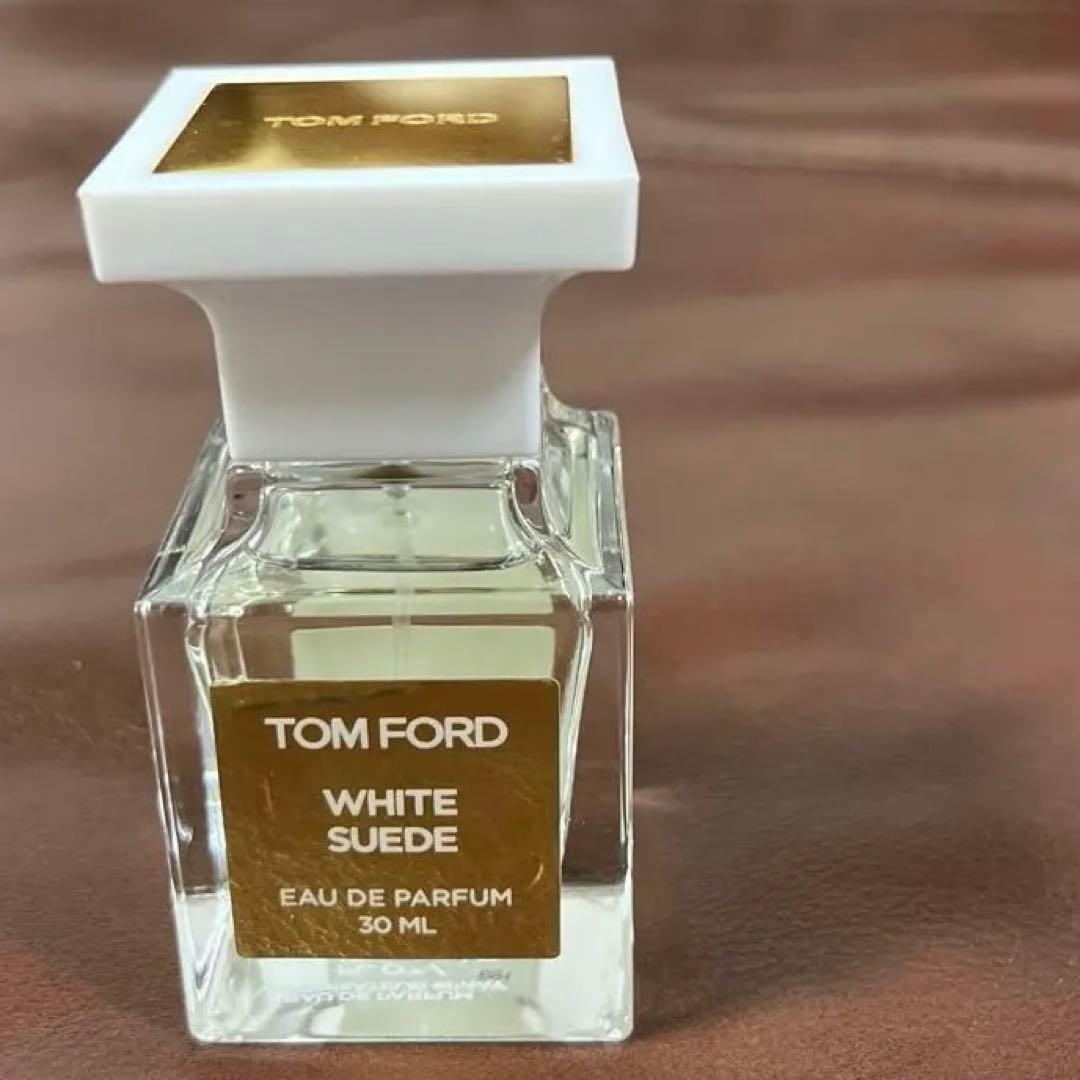 TOM FORD
TOM FORD
WHITE
SUEDE
EAU DE PARFUM
30 ML